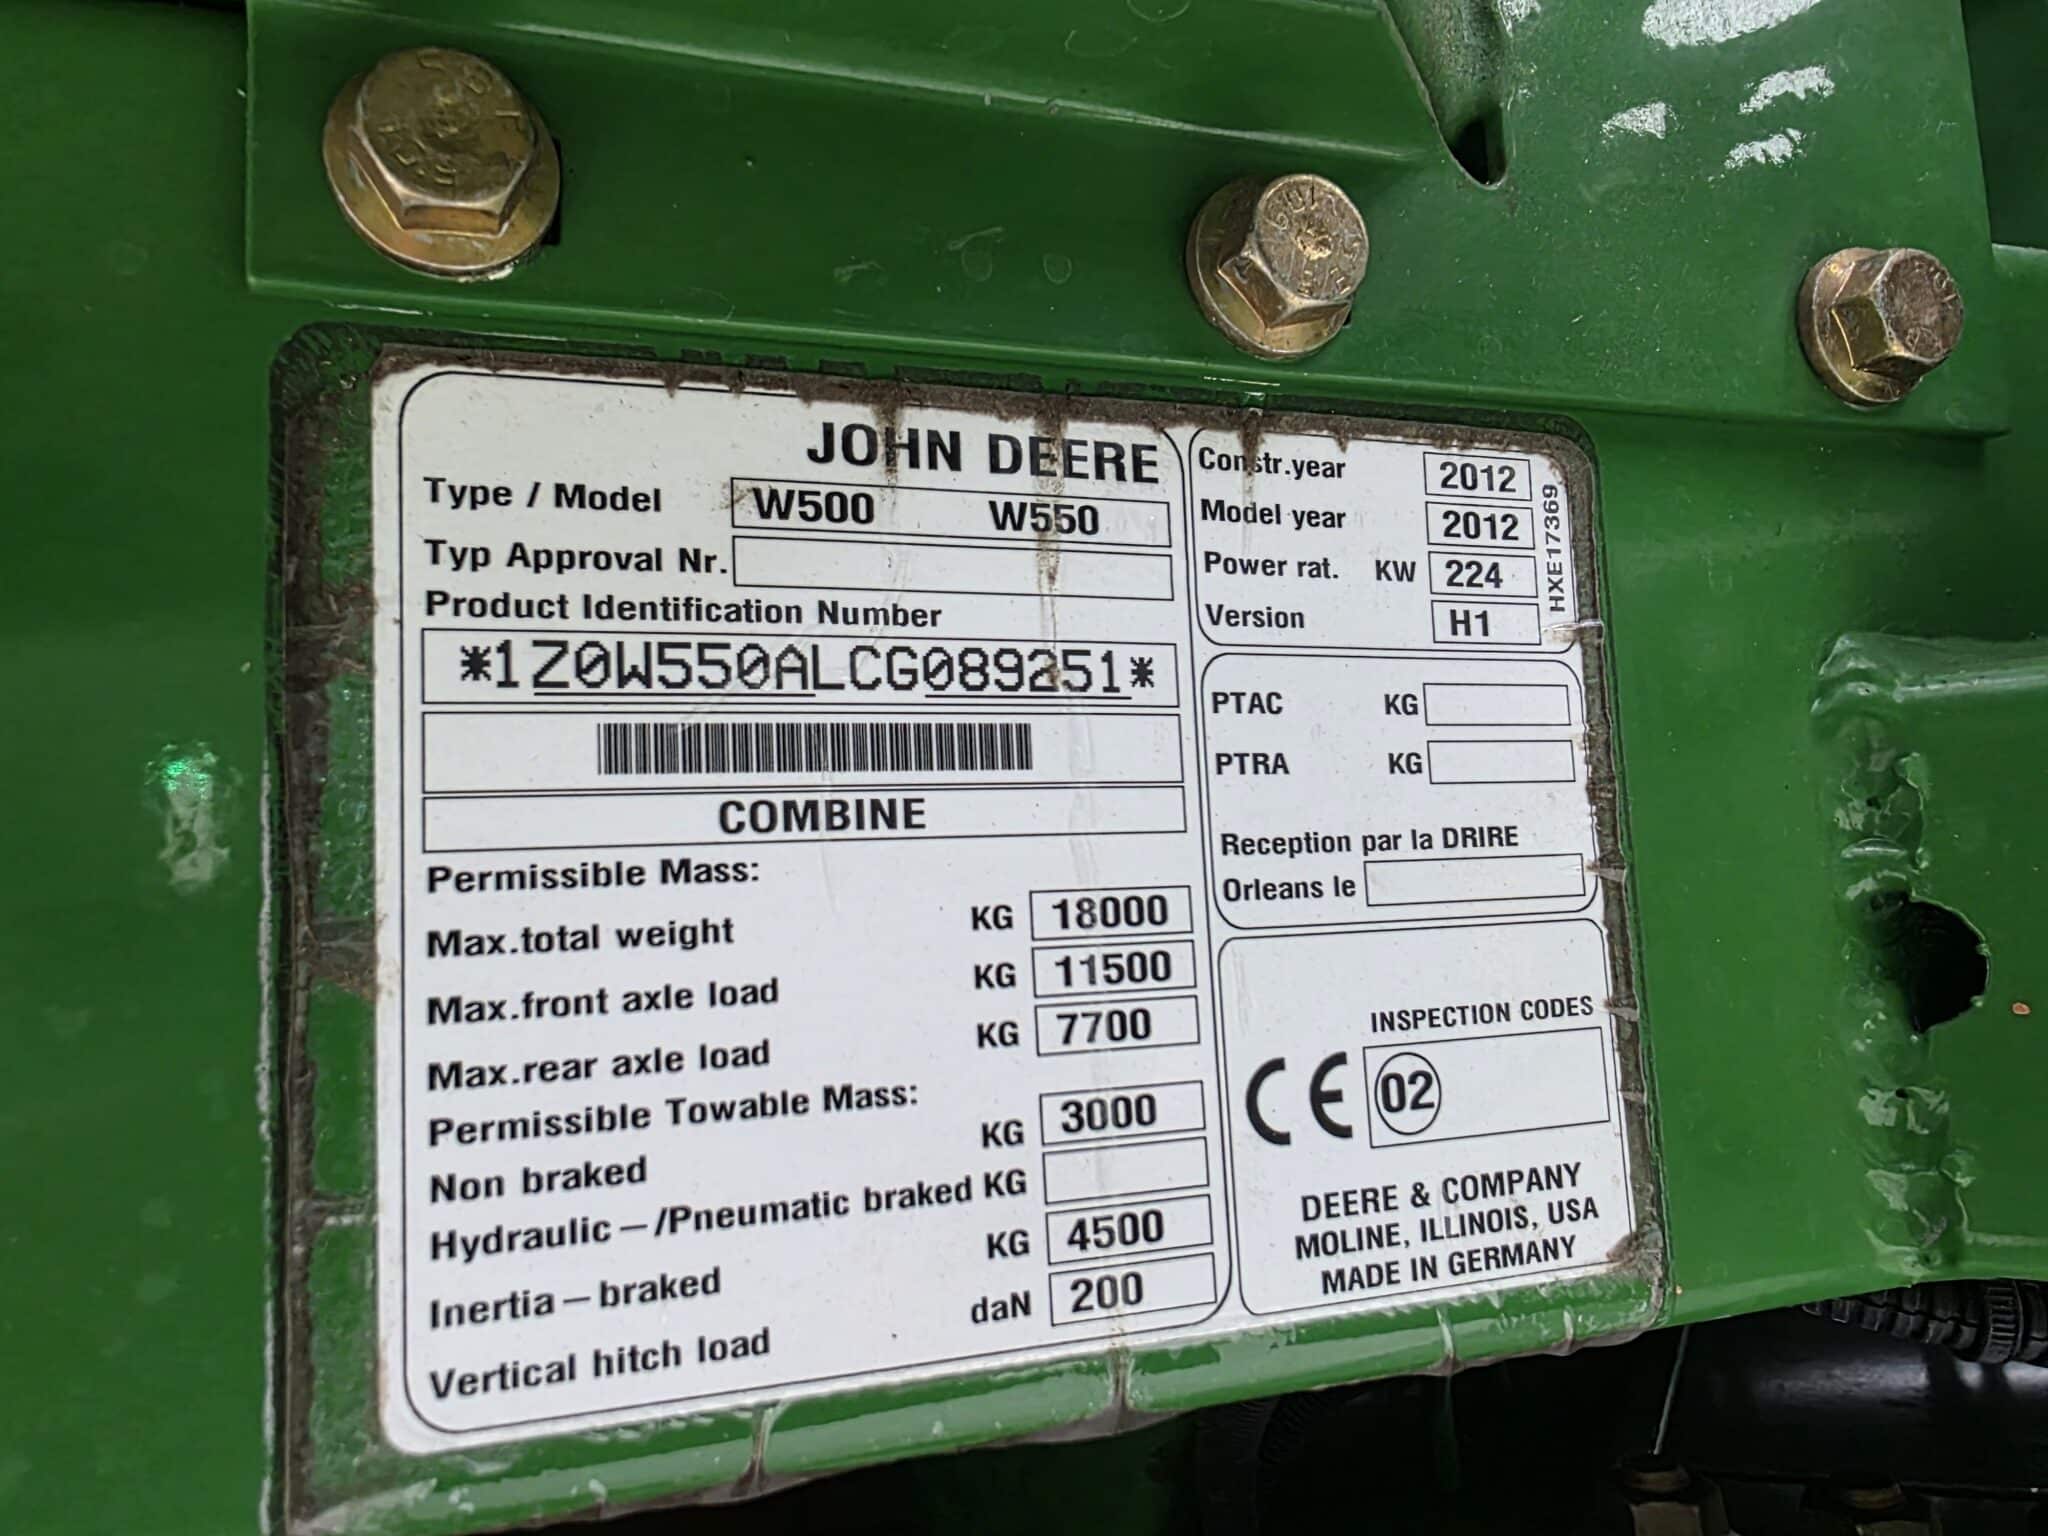 JOHN DEERE
Type / Model W500 W550
Typ Approval Nr.
Product Identification Number
*1Z0W550ALCG089251*
COMBINE
Permissible Mass:
Max.total weight KG 18000
Max.front axle load KG 11500
Max.rear axle load KG 7700
Permissible Towable Mass:
Non braked KG 3000
Hydraulic-/Pneumatic braked KG
Inertia-braked KG 4500
Vertical hitch load daN 200
Constr.year 2012
Model year 2012
Power rat. KW 224
Version H1
HXE17369
PTAC KG
PTRA KG
Reception par la DRIRE
Orleans le
INSPECTION CODES
CE 02
DEERE & COMPANY
MOLINE, ILLINOIS, USA
MADE IN GERMANY